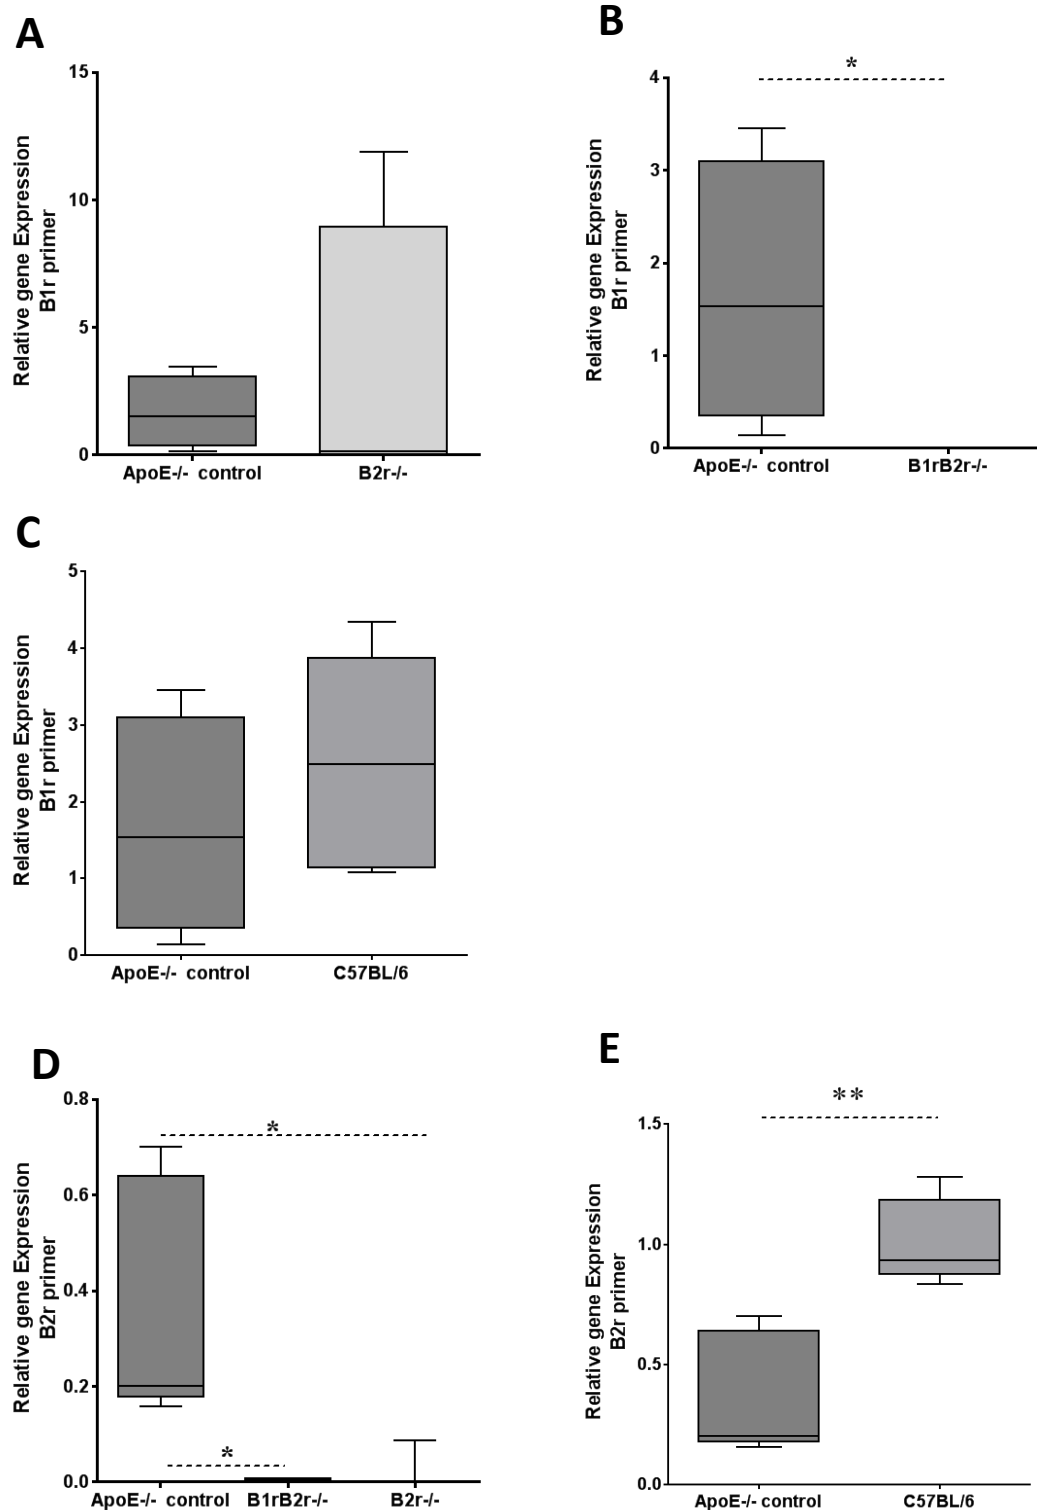 A
Relative gene Expression
B1r primer
15
10
5
0
ApoE-/- control
B2r-/-
B
Relative gene Expression
B1r primer
4
3
2
1
0
*
ApoE-/- control
B1rB2r-/-
C
Relative gene Expression
B1r primer
5
4
3
2
1
0
ApoE-/- control
C57BL/6
D
Relative gene Expression
B2r primer
0.8
0.6
0.4
0.2
0.0
*
*
ApoE-/- control
B1rB2r-/-
B2r-/-
E
Relative gene Expression
B2r primer
1.5
1.0
0.5
0.0
**
ApoE-/- control
C57BL/6